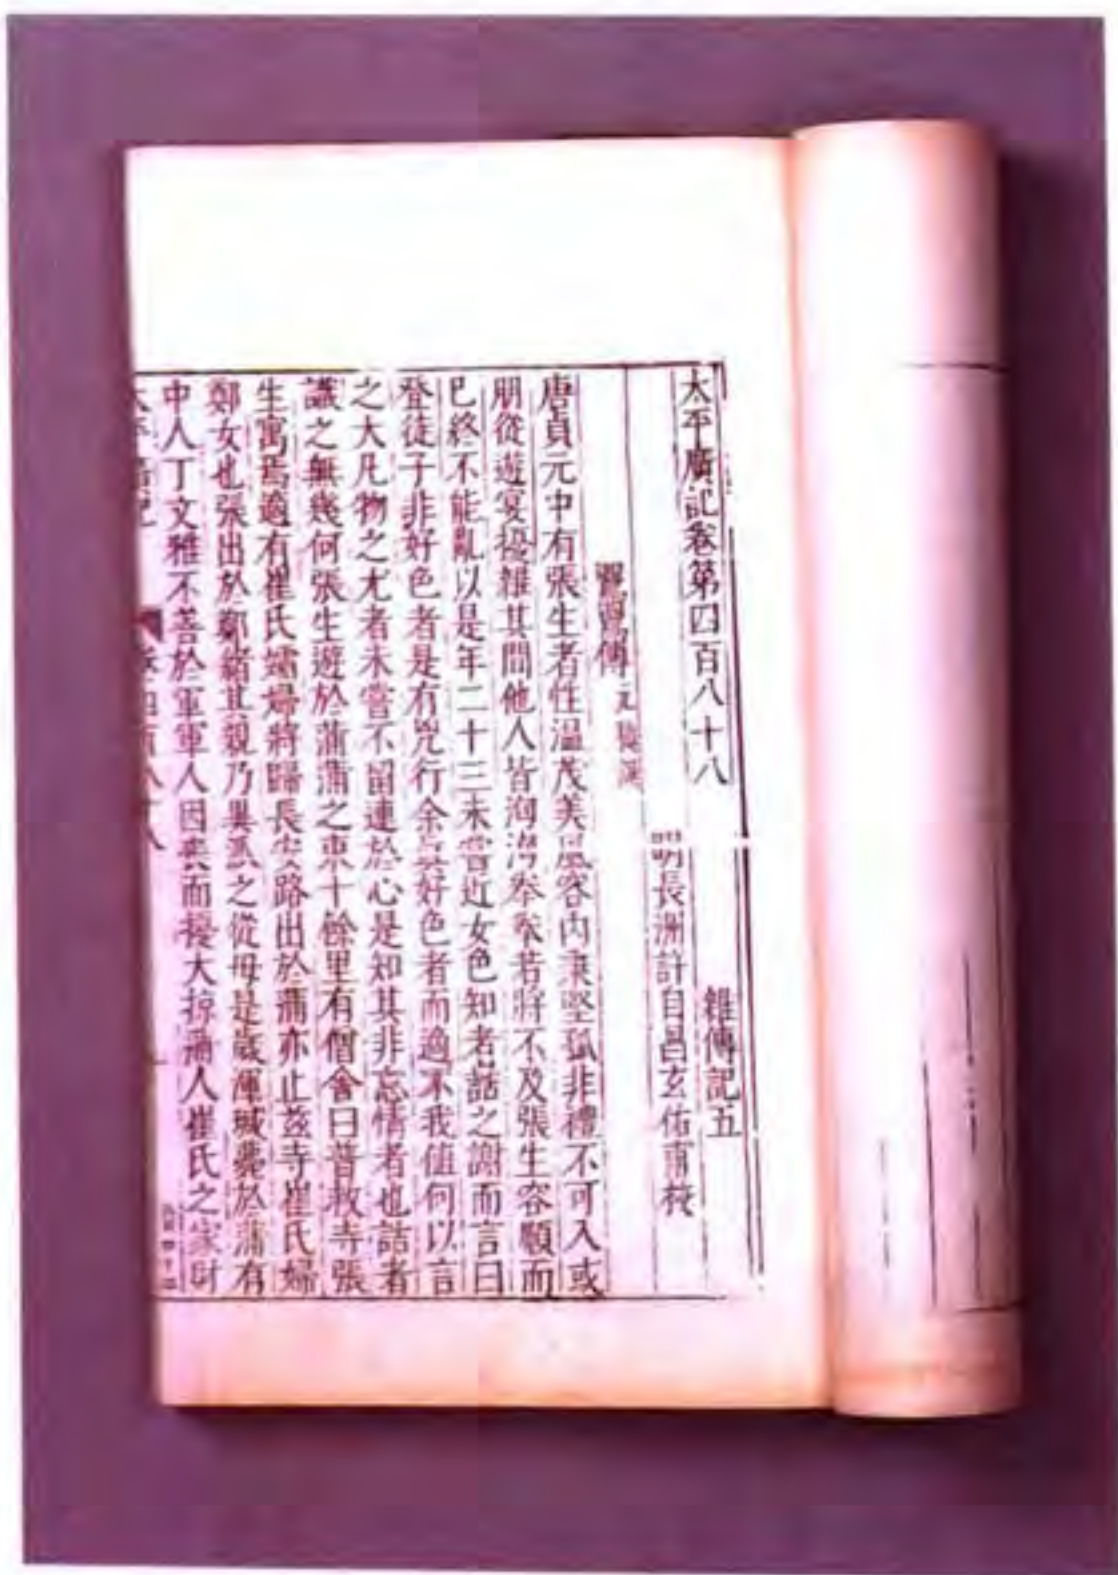 太平廣記卷第四百八十八
雜傳記五
明長洲許自昌玄佑甫校
鶯鶯傳 元稹譔
唐貞元中有張生者性溫茂美風容內秉堅孤非禮不可入或
朋從遊宴擾雜其間他人皆洶洶拳拳若將不及張生容順而
已終不能亂以是年二十三未嘗近女色知者詰之謝而言曰
登徒子非好色者是有兇行余真好色者而適不我值何以言
之大凡物之尤者未嘗不留連於心是知其非忘情者也詰者
識之無幾何張生遊於蒲蒲之東十餘里有僧舍曰普救寺張
生寓焉適有崔氏孀婦將歸長安路出於蒲亦止茲寺崔氏婦
鄭女也張出於鄭緒其親乃異派之從母是歲渾瑊薨於蒲有
中人丁文雅不善於軍軍人因喪而擾大掠蒲人崔氏之家財